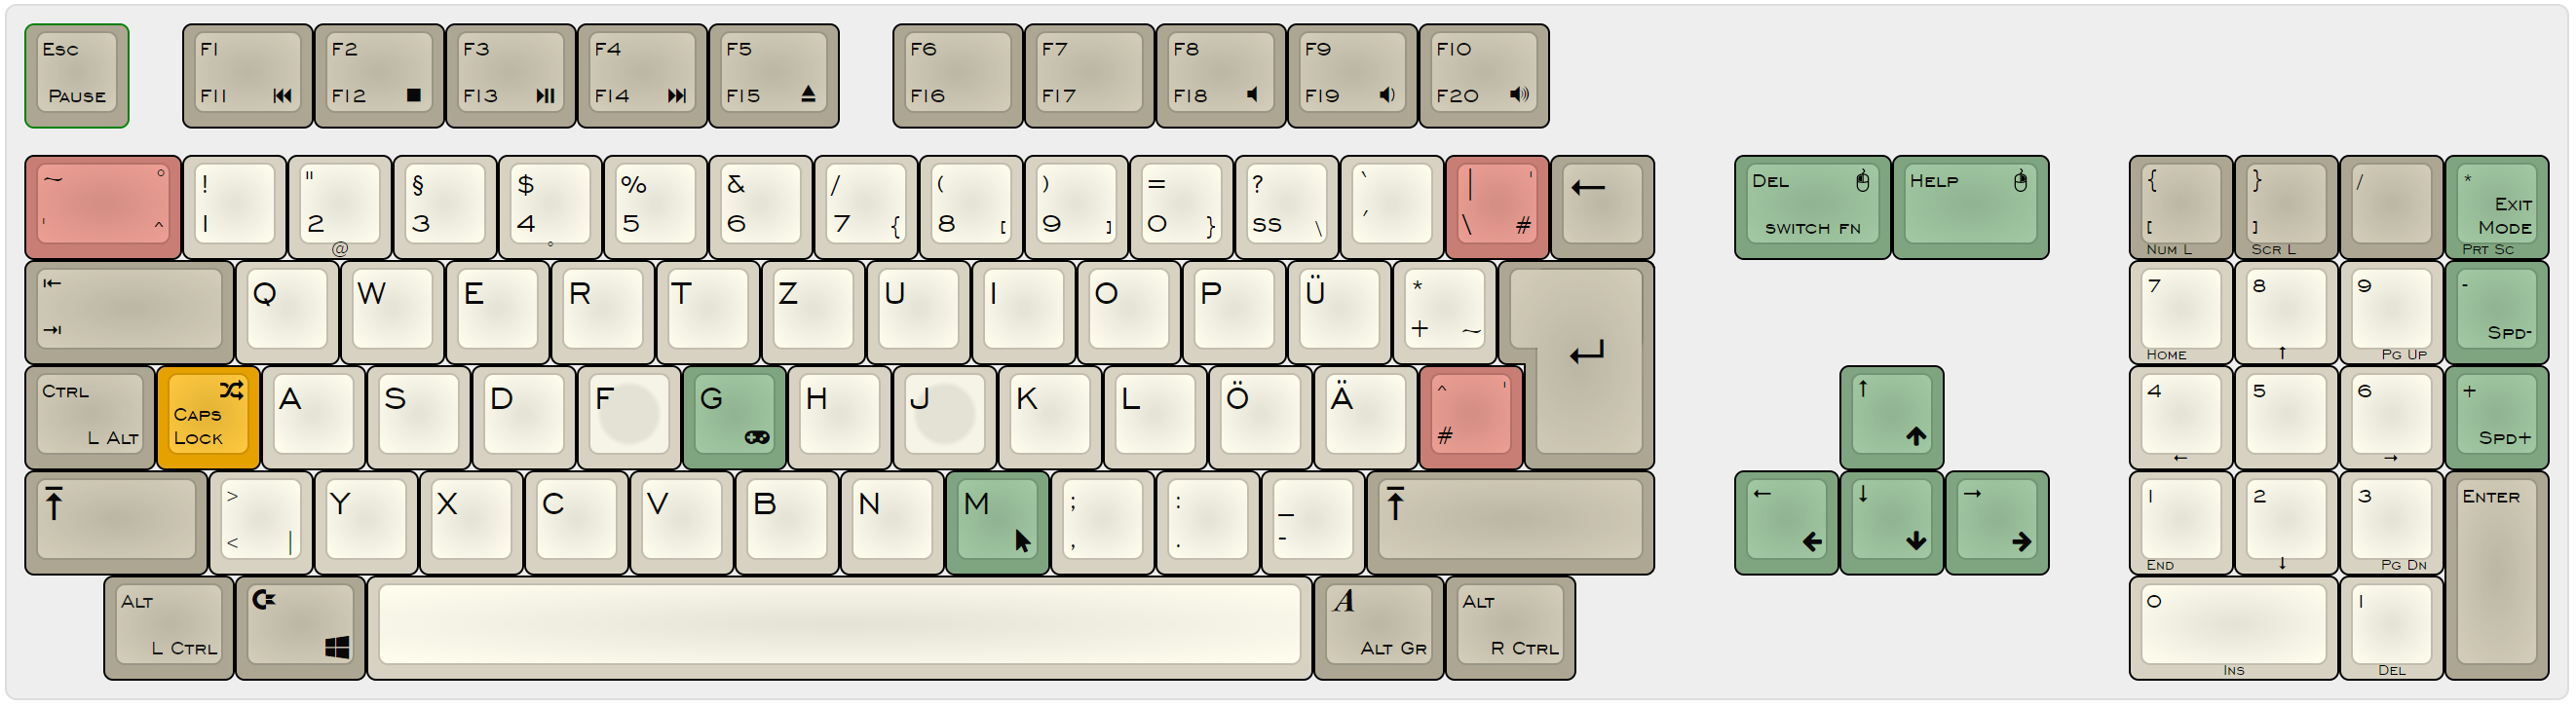 Esc F1 F2 F3 F4 F5 F6 F7 F8 F9 F10
Pause F11 ⏮ F12 ■ F13 ⏯ F14 ⏭ F15 ⏏ F16 F17 F18 F19 F20
~ ° ! " § $ % & / ( ) = ? ` | ' ←
' ^ 1 2 3 4 5 6 7 { 8 [ 9 ] 0 } ss \ ´ \ #
@ °
Del Help { } / * Exit
switch fn [ ] Mode
Num L Scr L Prt Sc
⇤ Q W E R T Z U I O P Ü * ↵ 7 8 9 -
⇥ + ~ Spd-
Home ↑ Pg Up
Ctrl Caps A S D F G H J K L Ö Ä ^ ' ↑ 4 5 6 +
L Alt Lock # ↑ Spd+
← →
> Y X C V B N M ; : _ ← ↓ → 1 2 3 Enter
< | , . - ← ↓ →
End ↓ Pg Dn
Alt A Alt 0 |
L Ctrl Alt Gr R Ctrl
Ins Del